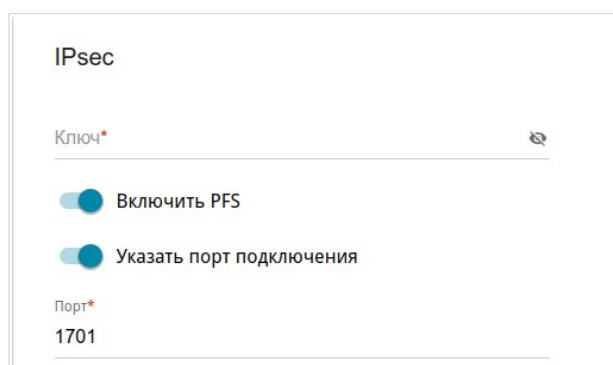 IPsec
Ключ*
Включить PFS
Указать порт подключения
Порт*
1701